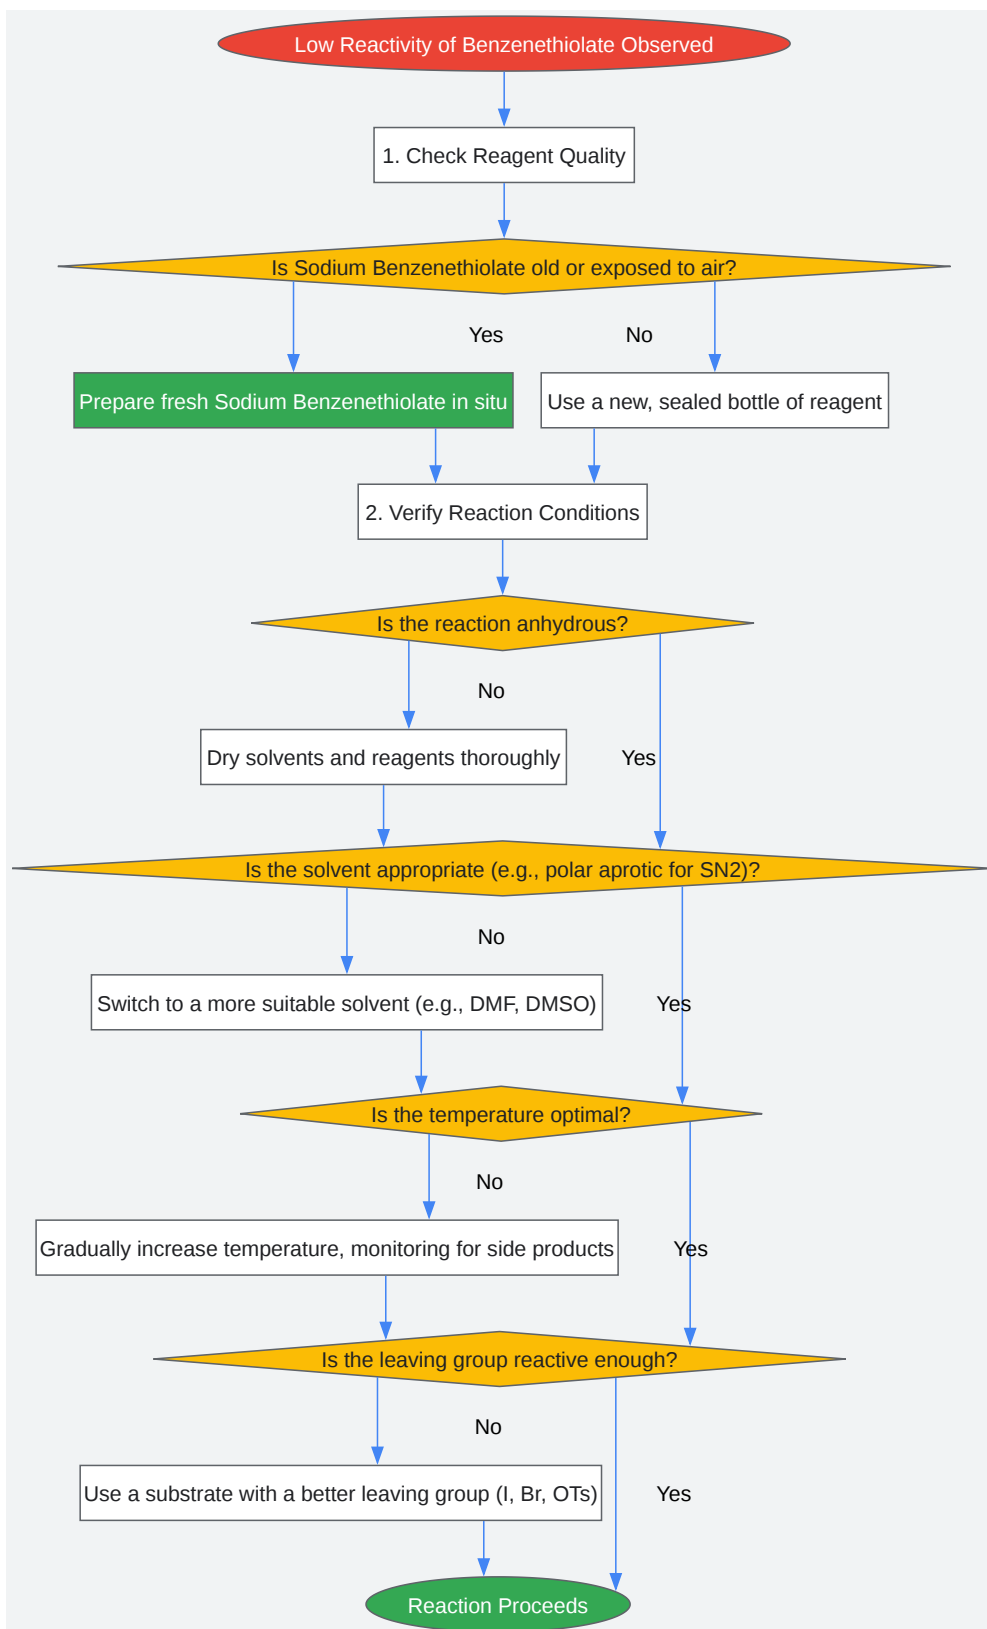 Low Reactivity of Benzenethiolate Observed
1. Check Reagent Quality
Is Sodium Benzenethiolate old or exposed to air?
Yes
No
Prepare fresh Sodium Benzenethiolate in situ
Use a new, sealed bottle of reagent
2. Verify Reaction Conditions
Is the reaction anhydrous?
No
Dry solvents and reagents thoroughly
Yes
Is the solvent appropriate (e.g., polar aprotic for SN2)?
No
Switch to a more suitable solvent (e.g., DMF, DMSO)
Yes
Is the temperature optimal?
No
Gradually increase temperature, monitoring for side products
Yes
Is the leaving group reactive enough?
No
Use a substrate with a better leaving group (I, Br, OTs)
Yes
Reaction Proceeds